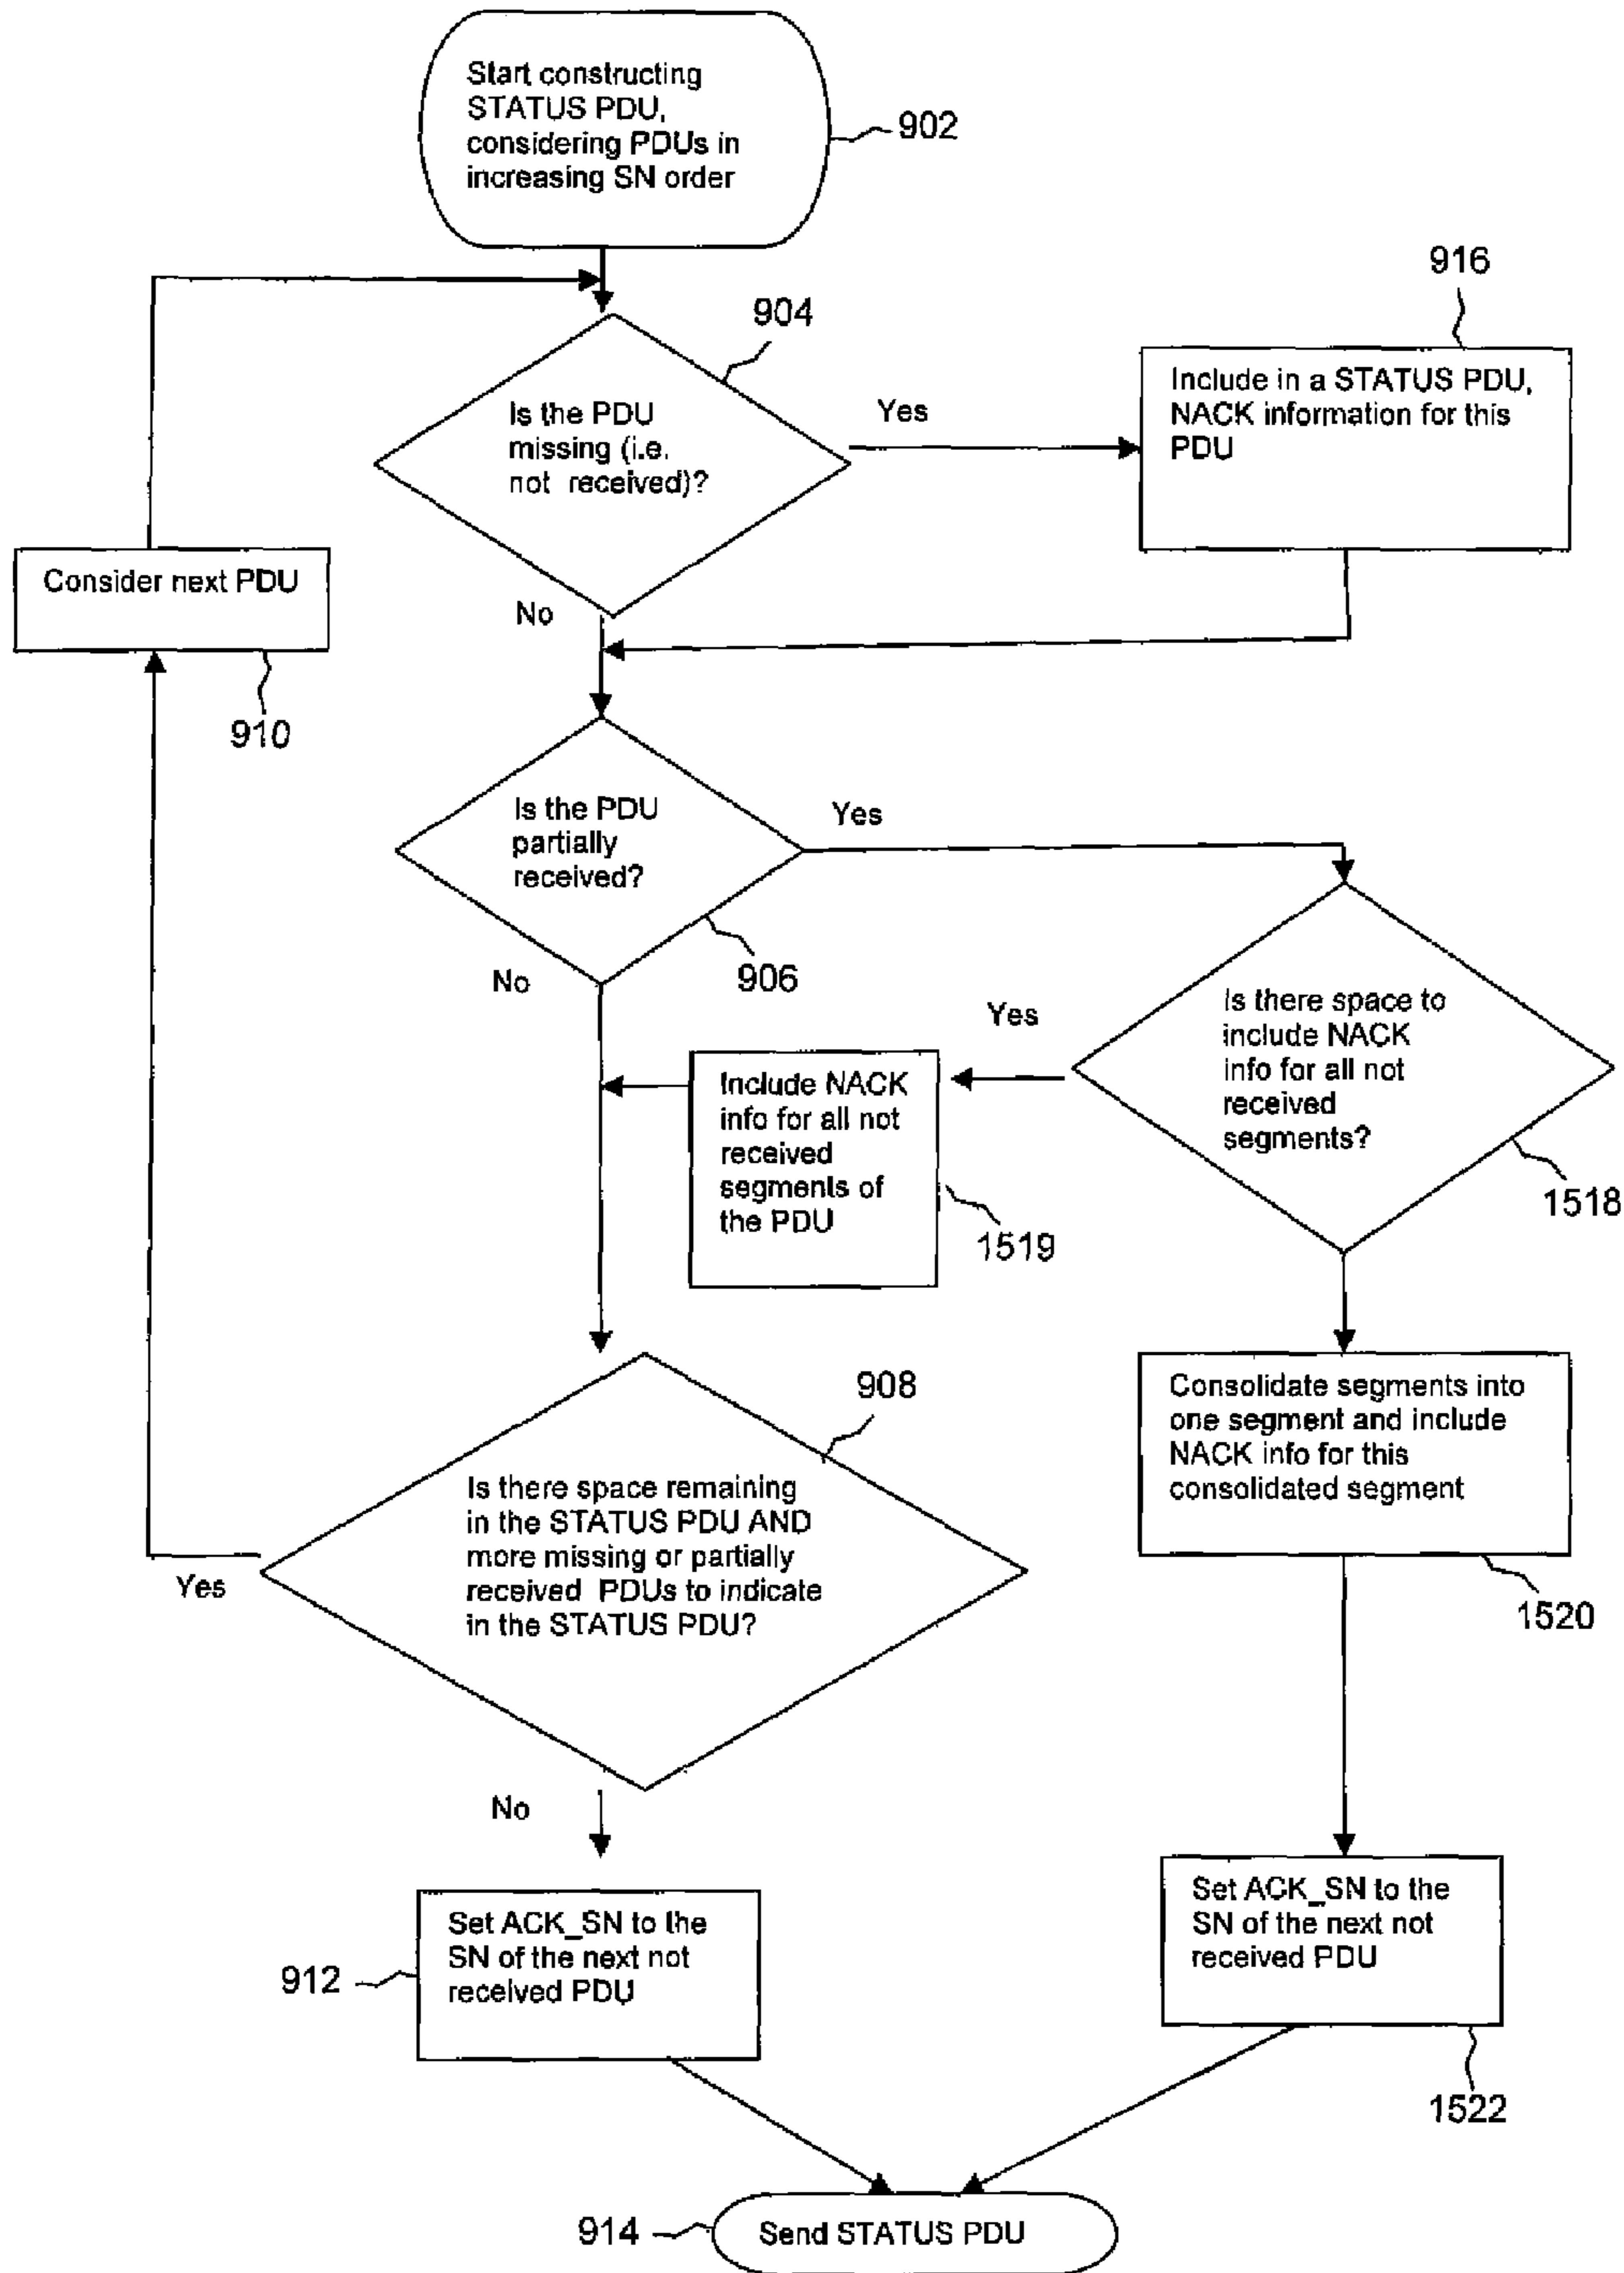 Start constructing
STATUS PDU,
considering PDUs in
increasing SN order
902
904
916
Is the PDU
missing (i.e.
not received)?
Yes
Include in a STATUS PDU,
NACK information for this
PDU
Consider next PDU
910
No
Is the PDU
partially
received?
Yes
906
No
Is there space to
include NACK
info for all not
received
segments?
1518
Yes
Include NACK
info for all not
received
segments of
the PDU
1519
908
Is there space remaining
in the STATUS PDU AND
more missing or partially
received PDUs to indicate
in the STATUS PDU?
Yes
Consolidate segments into
one segment and include
NACK info for this
consolidated segment
1520
No
Set ACK_SN to the
SN of the next not
received PDU
912
Set ACK_SN to the
SN of the next not
received PDU
1522
914
Send STATUS PDU